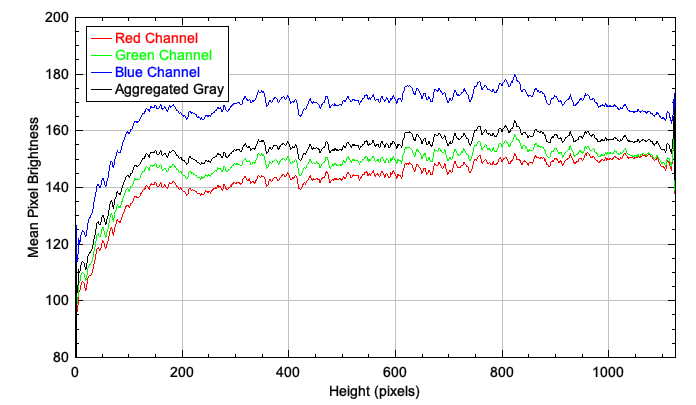 200
Red Channel
Green Channel
Blue Channel
Aggregated Gray
180
160
140
120
100
80
Mean Pixel Brightness
0 200 400 600 800 1000
Height (pixels)